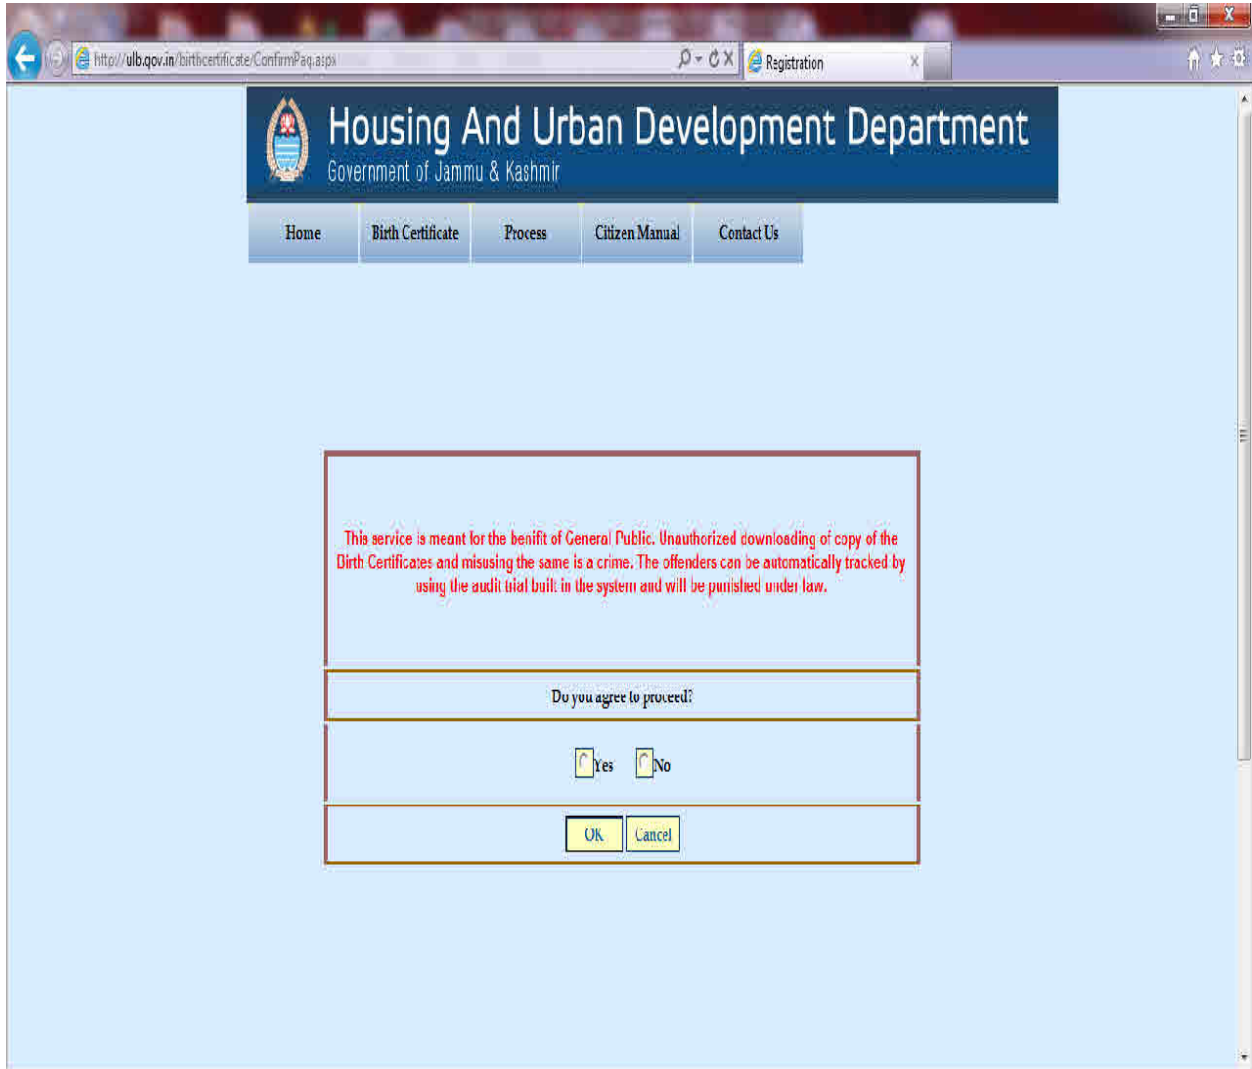 http://ulb.gov.in/birthcertificate/ConfirmPag.aspx
Registration
Housing And Urban Development Department
Government of Jammu & Kashmir
Home Birth Certificate Process Citizen Manual Contact Us
This service is meant for the benifit of General Public. Unauthorized downloading of copy of the
Birth Certificates and misusing the same is a crime. The offenders can be automatically tracked by
using the audit trial built in the system and will be punished under law.
Do you agree to proceed?
Yes No
OK Cancel